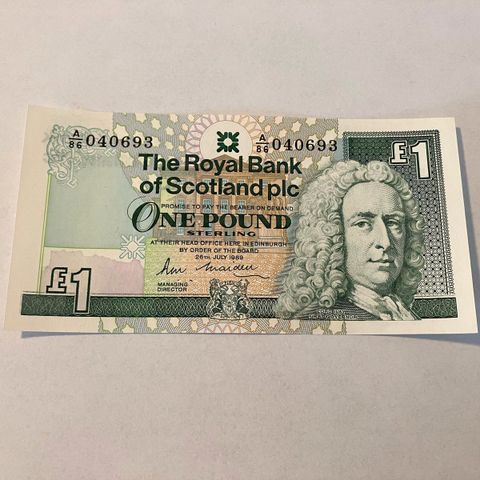 A/86 040693
A/86 040693
£1
The Royal Bank
of Scotland plc
PROMISE TO PAY THE BEARER ON DEMAND
ONE POUND
STERLING
AT THEIR HEAD OFFICE HERE IN EDINBURGH
BY ORDER OF THE BOARD
26TH JULY 1989
MANAGING
DIRECTOR
£1